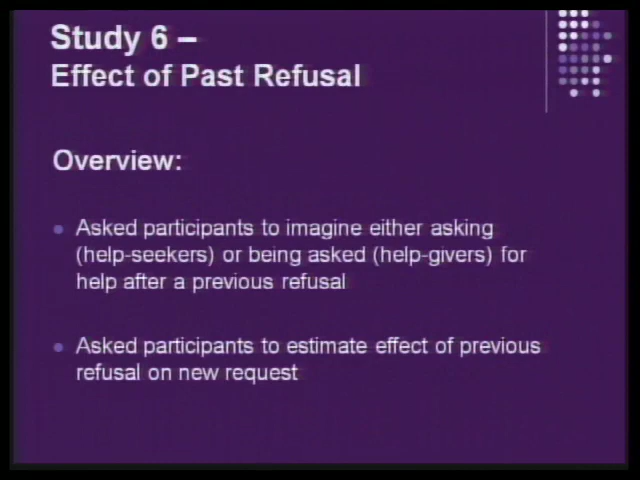 Study 6 –
Effect of Past Refusal
Overview:
Asked participants to imagine either asking
(help-seekers) or being asked (help-givers) for
help after a previous refusal
Asked participants to estimate effect of previous
refusal on new request